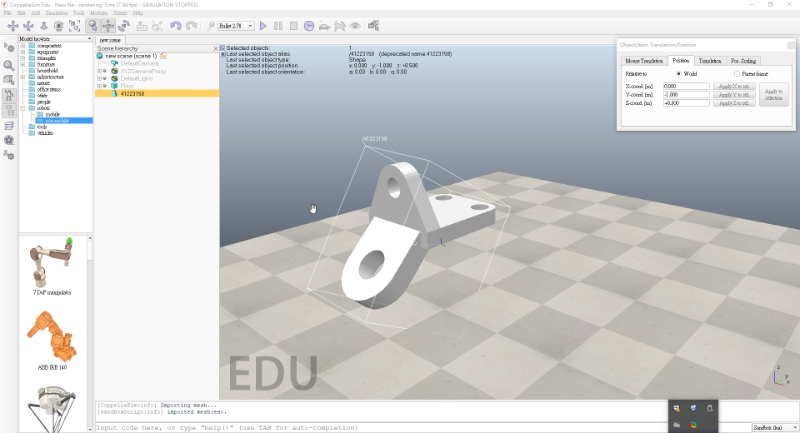 CoppeliaSim Edu - New file - rendering: 3 ms (7.94 fps) - SIMULATION STOPPED
File Edit Add Simulation Tools Modules Scenes Help
Bullet 2.78
Model browser
Scene hierarchy
new scene
components
equipment
examples
furniture
household
infrastructure
nature
office items
other
people
robots
mobile
non-mobile
tools
vehicles
new scene (scene 1)
DefaultCamera
XYZCameraProxy
DefaultLights
Floor
41223158
Selected objects: 1
Last selected object alias: /41223158 (deprecated name 41223158)
Last selected object type: Shape
Last selected object position x: 0.000 y: -1.000 z: +0.500
Last selected object orientation: a: 0.00 b: 0.00 g: 0.00
Object/Item Translation/Position
Mouse Translation Position Translation Pos. Scaling
Relative to: World Parent frame
X-coord. [m] 0.000 Apply X to sel.
Y-coord. [m] -1.000 Apply Y to sel.
Z-coord. [m] +0.500 Apply Z to sel.
Apply to selection
/41223158
7 DoF manipulator
ABB IRB 140
EDU
z
y
x
[CoppeliaSim:info] Importing mesh...
[sandboxScript:info] Imported mesh(es).
Input code here, or type "help()" (use TAB for auto-completion)
Sandbox (lua)